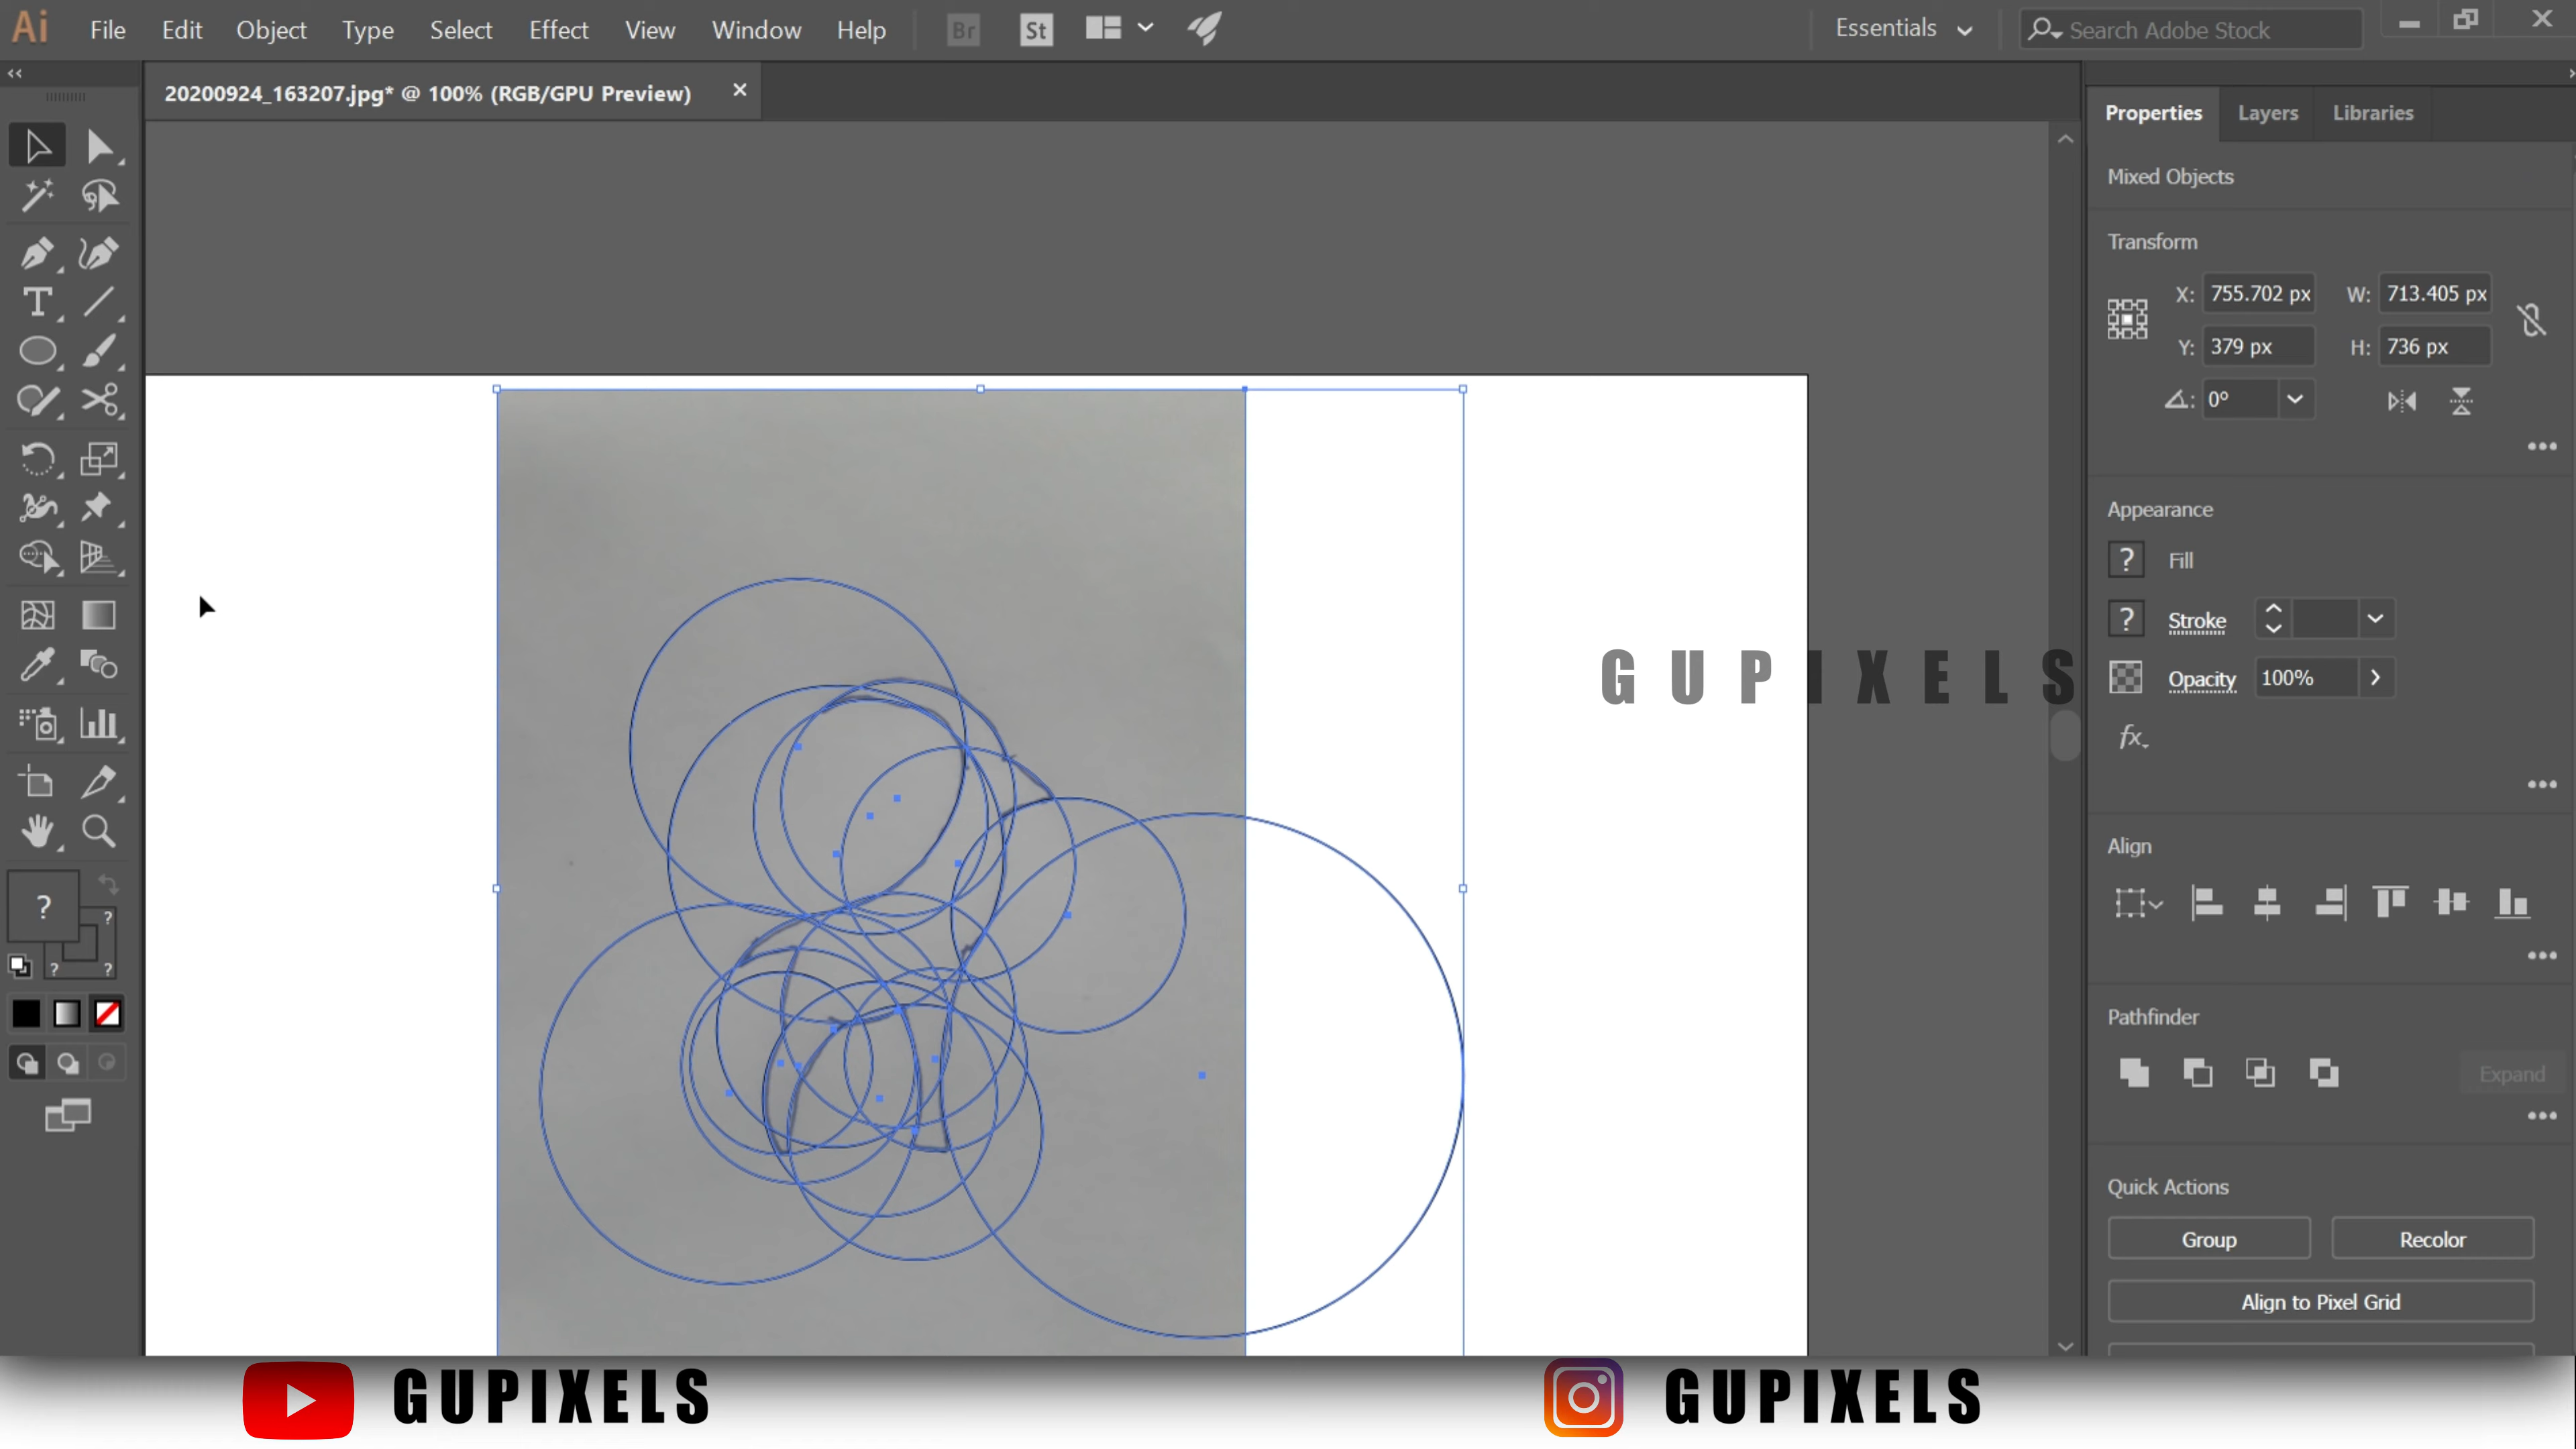 Ai File Edit Object Type Select Effect View Window Help Br St Essentials Search Adobe Stock
20200924_163207.jpg* @ 100% (RGB/GPU Preview)
Properties Layers Libraries
Mixed Objects
Transform
X: 755.702 px W: 713.405 px
Y: 379 px H: 736 px
0°
Appearance
? Fill
? Stroke
Opacity 100%
fx
GUPIXELS
Align
Pathfinder
Expand
Quick Actions
Group Recolor
Align to Pixel Grid
T
?
?
? ?
GUPIXELS GUPIXELS